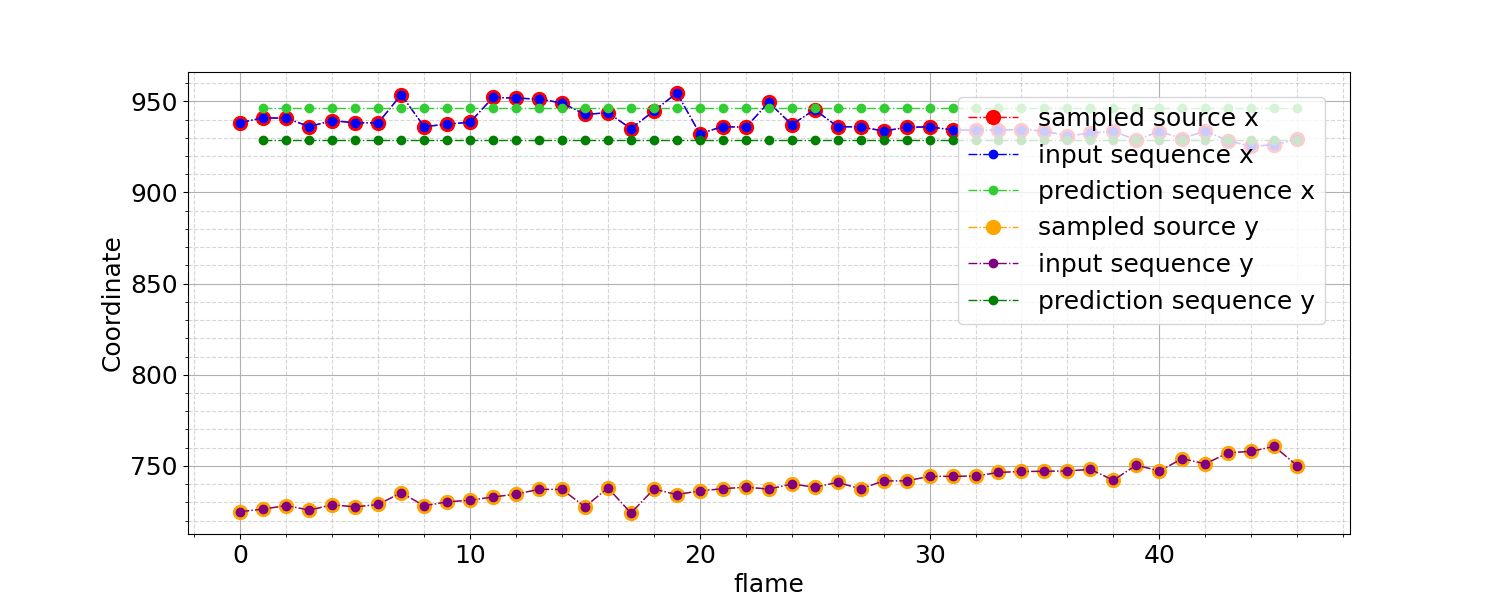 950
900
850
800
750
Coordinate
0 10 20 30 40
flame
sampled source x
input sequence x
prediction sequence x
sampled source y
input sequence y
prediction sequence y